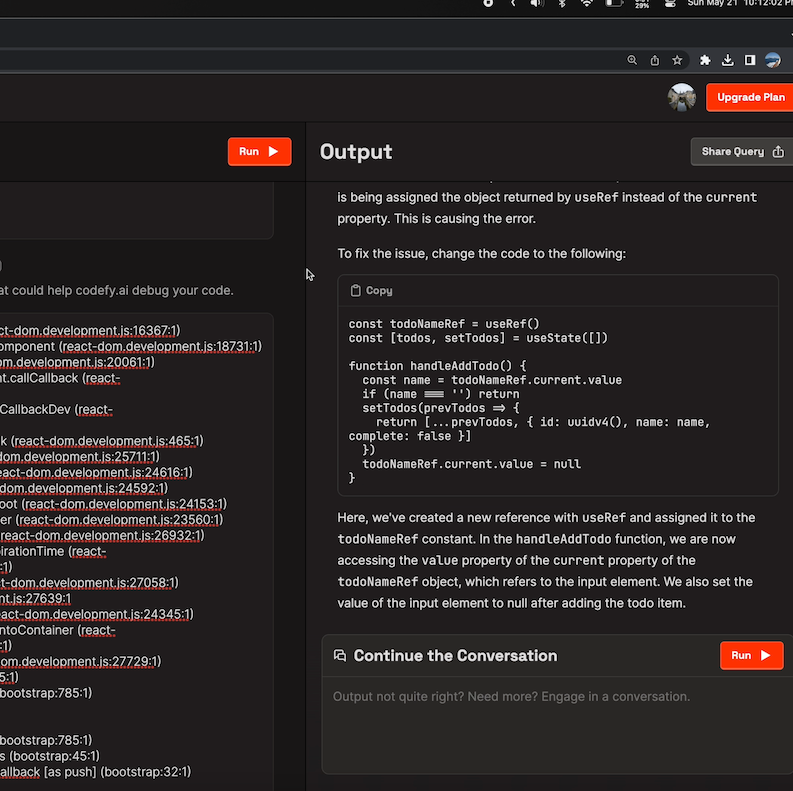 29%
Sun May 21 10:12:02 P
Upgrade Plan
Run
Output
Share Query
is being assigned the object returned by useRef instead of the current
property. This is causing the error.
To fix the issue, change the code to the following:
Copy
const todoNameRef = useRef()
const [todos, setTodos] = useState([])
function handleAddTodo() {
const name = todoNameRef.current.value
if (name === '') return
setTodos(prevTodos => {
return [...prevTodos, { id: uuidv4(), name: name,
complete: false }]
})
todoNameRef.current.value = null
}
Here, we've created a new reference with useRef and assigned it to the
todoNameRef constant. In the handleAddTodo function, we are now
accessing the value property of the current property of the
todoNameRef object, which refers to the input element. We also set the
value of the input element to null after adding the todo item.
Continue the Conversation
Run
Output not quite right? Need more? Engage in a conversation.
)
at could help codefy.ai debug your code.
ct-dom.development.js:16367:1)
omponent (react-dom.development.js:18731:1)
om.development.js:20061:1)
t.callCallback (react-
CallbackDev (react-
k (react-dom.development.js:465:1)
dom.development.js:25711:1)
eact-dom.development.js:24616:1)
dom.development.js:24592:1)
oot (react-dom.development.js:24153:1)
er (react-dom.development.js:23560:1)
react-dom.development.js:26932:1)
irationTime (react-
:1)
t-dom.development.js:27058:1)
nt.js:27639:1
act-dom.development.js:24345:1)
ntoContainer (react-
:1)
om.development.js:27729:1)
5:1)
bootstrap:785:1)
bootstrap:785:1)
s (bootstrap:45:1)
allback [as push] (bootstrap:32:1)